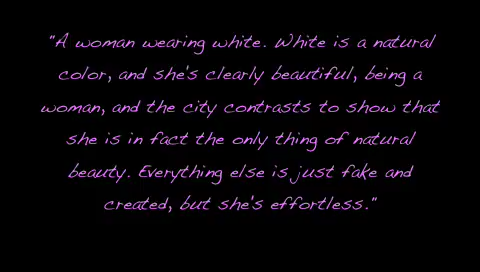 "A woman wearing white. White is a natural
color, and she's clearly beautiful, being a
woman, and the city contrasts to show that
she is in fact the only thing of natural
beauty. Everything else is just fake and
created, but she's effortless."